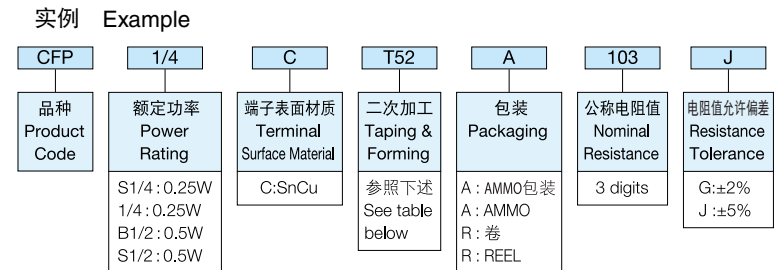 实例 Example
CFP 1/4 C T52 A 103 J
品种 额定功率 端子表面材质 二次加工 包装 公称电阻值 电阻值允许偏差
Product Power Terminal Taping & Packaging Nominal Resistance
Code Rating Surface Material Forming Resistance Tolerance
S1/4 : 0.25W C:SnCu 参照下述 A : AMMO包装 3 digits G:±2%
1/4 : 0.25W See table A : AMMO J :±5%
B1/2 : 0.5W below R : 卷
S1/2 : 0.5W R : REEL